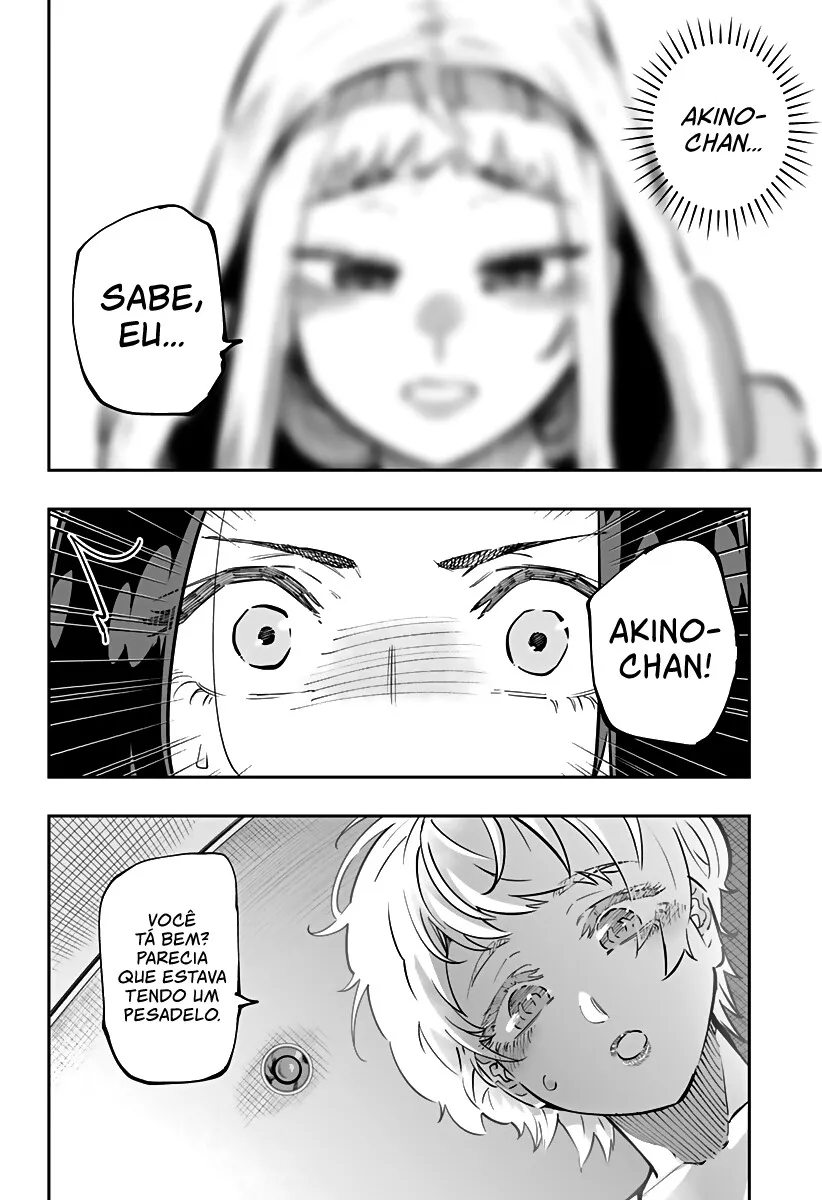 AKINO-
CHAN...
SABE,
EU...
AKINO-
CHAN!
VOCÊ
TÁ BEM?
PARECIA
QUE ESTAVA
TENDO UM
PESADELO.